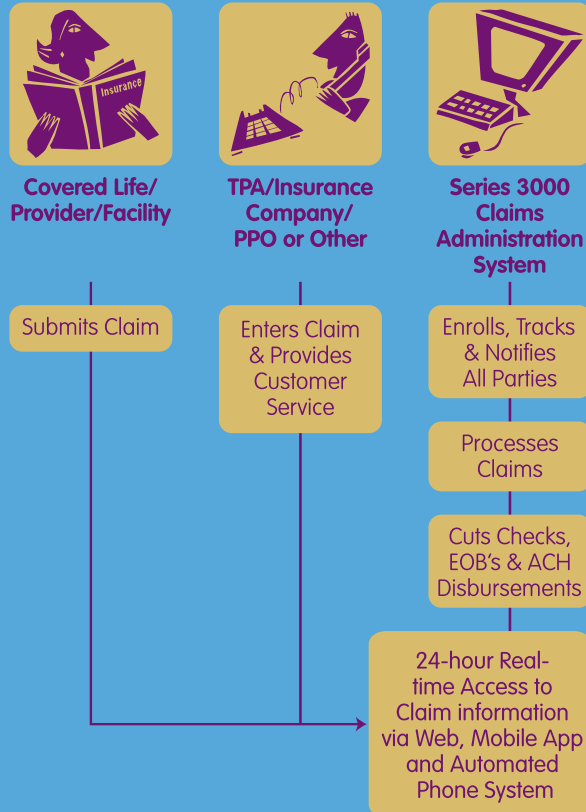 Insurance
Covered Life/
Provider/Facility
Submits Claim
TPA/Insurance
Company/
PPO or Other
Enters Claim
& Provides
Customer
Service
Series 3000
Claims
Administration
System
Enrolls, Tracks
& Notifies
All Parties
Processes
Claims
Cuts Checks,
EOB's & ACH
Disbursements
24-hour Real-
time Access to
Claim information
via Web, Mobile App
and Automated
Phone System